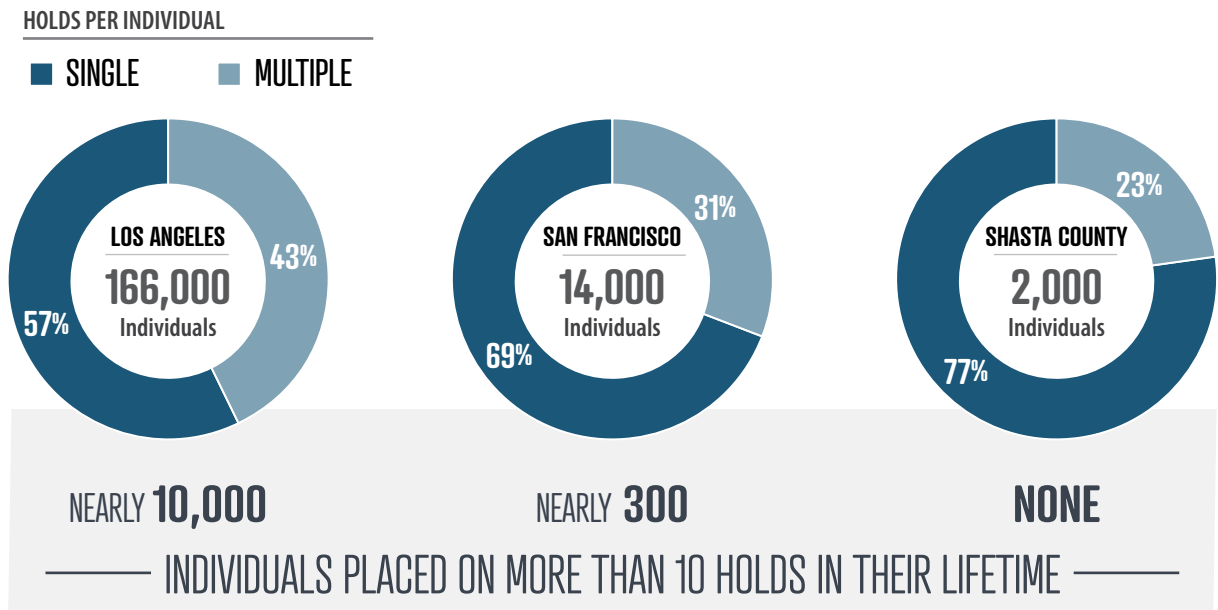 HOLDS PER INDIVIDUAL
SINGLE MULTIPLE
LOS ANGELES
166,000
Individuals
43%
57%
SAN FRANCISCO
14,000
Individuals
31%
69%
SHASTA COUNTY
2,000
Individuals
23%
77%
NEARLY 10,000
NEARLY 300
NONE
INDIVIDUALS PLACED ON MORE THAN 10 HOLDS IN THEIR LIFETIME